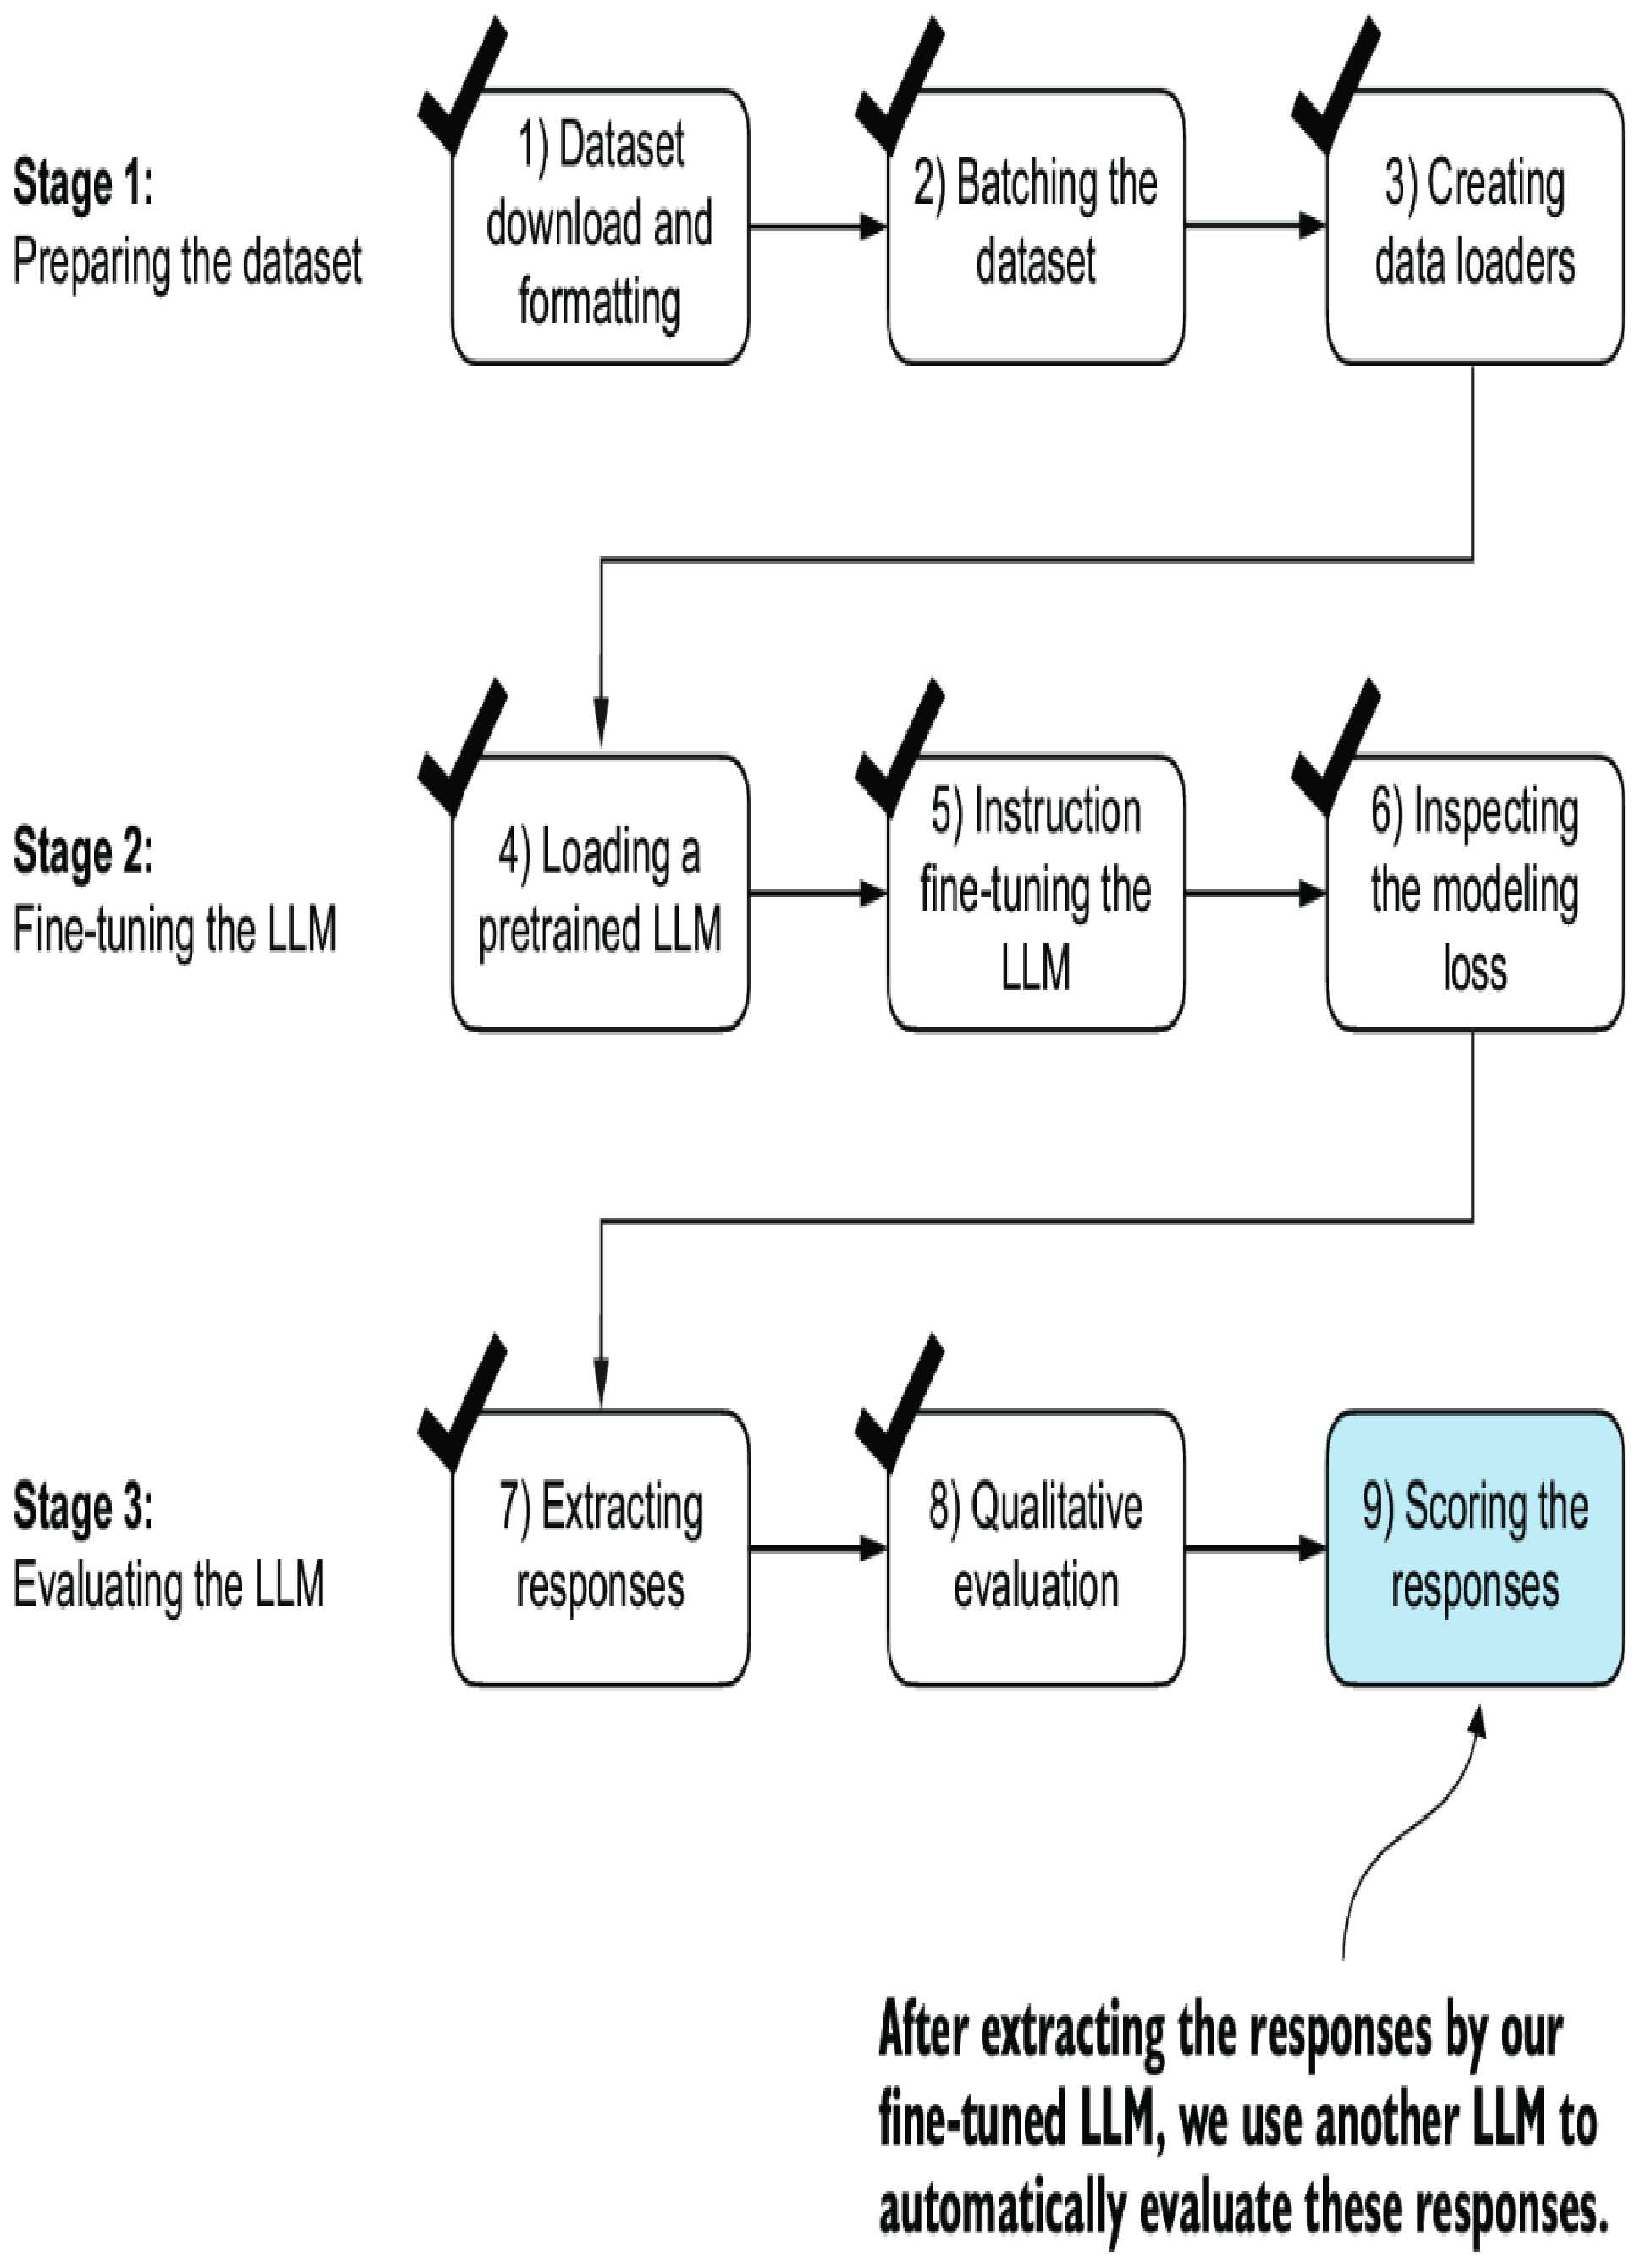 Stage 1:
Preparing the dataset
1) Dataset
download and
formatting
2) Batching the
dataset
3) Creating
data loaders
Stage 2:
Fine-tuning the LLM
4) Loading a
pretrained LLM
5) Instruction
fine-tuning the
LLM
6) Inspecting
the modeling
loss
Stage 3:
Evaluating the LLM
7) Extracting
responses
8) Qualitative
evaluation
9) Scoring the
responses
After extracting the responses by our
fine-tuned LLM, we use another LLM to
automatically evaluate these responses.